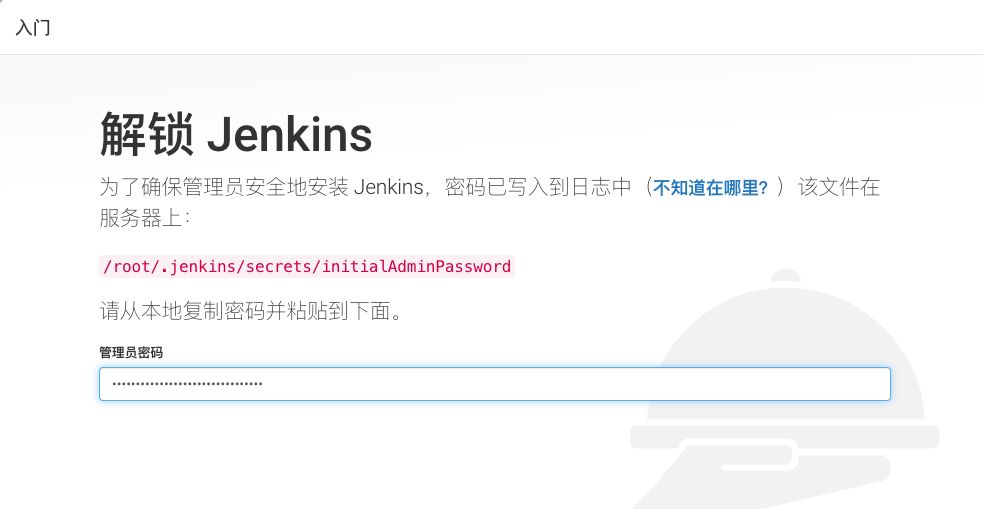 入门
解锁 Jenkins
为了确保管理员安全地安装 Jenkins，密码已写入到日志中（不知道在哪里？）该文件在
服务器上：
/root/.jenkins/secrets/initialAdminPassword
请从本地复制密码并粘贴到下面。
管理员密码
••••••••••••••••••••••••••••••••